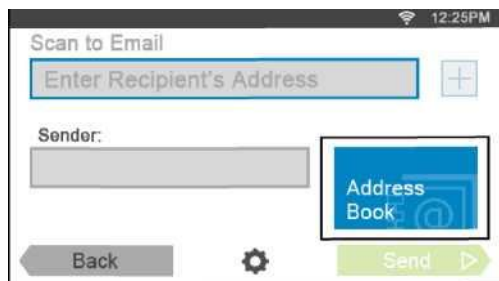 12:25PM
Scan to Email
Enter Recipient's Address
Sender:
Address
Book
Back
Send